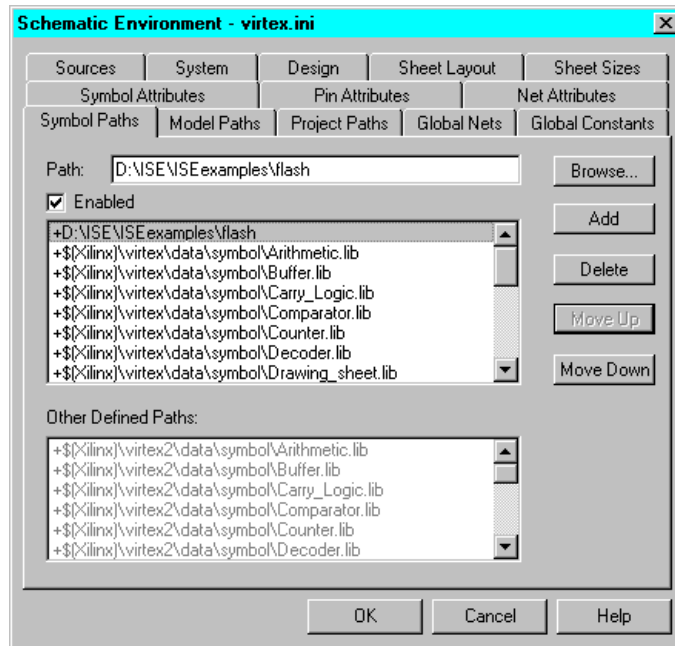 Schematic Environment - virtex.ini
Sources System Design Sheet Layout Sheet Sizes
Symbol Attributes Pin Attributes Net Attributes
Symbol Paths Model Paths Project Paths Global Nets Global Constants
Path: D:\ISE\ISEexamples\flash Browse...
Enabled
Add
+D:\ISE\ISEexamples\flash
+$(Xilinx)\virtex\data\symbol\Arithmetic.lib
+$(Xilinx)\virtex\data\symbol\Buffer.lib
Delete
+$(Xilinx)\virtex\data\symbol\Carry_Logic.lib
+$(Xilinx)\virtex\data\symbol\Comparator.lib
Move Up
+$(Xilinx)\virtex\data\symbol\Counter.lib
+$(Xilinx)\virtex\data\symbol\Decoder.lib
+$(Xilinx)\virtex\data\symbol\Drawing_sheet.lib
Move Down
Other Defined Paths:
+$(Xilinx)\virtex2\data\symbol\Arithmetic.lib
+$(Xilinx)\virtex2\data\symbol\Buffer.lib
+$(Xilinx)\virtex2\data\symbol\Carry_Logic.lib
+$(Xilinx)\virtex2\data\symbol\Comparator.lib
+$(Xilinx)\virtex2\data\symbol\Counter.lib
+$(Xilinx)\virtex2\data\symbol\Decoder.lib
OK Cancel Help